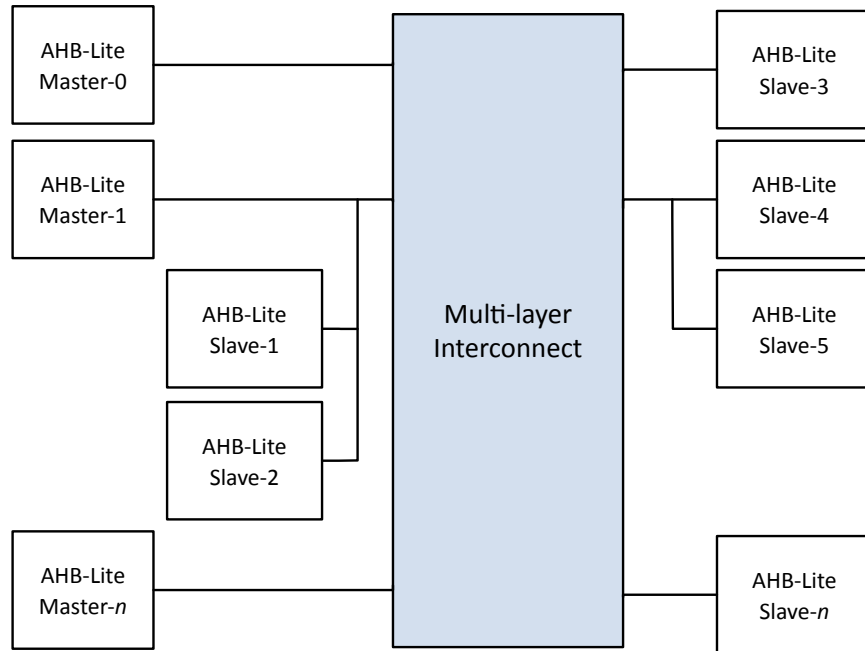 AHB-Lite
Master-0
AHB-Lite
Master-1
AHB-Lite
Slave-1
AHB-Lite
Slave-2
AHB-Lite
Master-n
Multi-layer
Interconnect
AHB-Lite
Slave-3
AHB-Lite
Slave-4
AHB-Lite
Slave-5
AHB-Lite
Slave-n